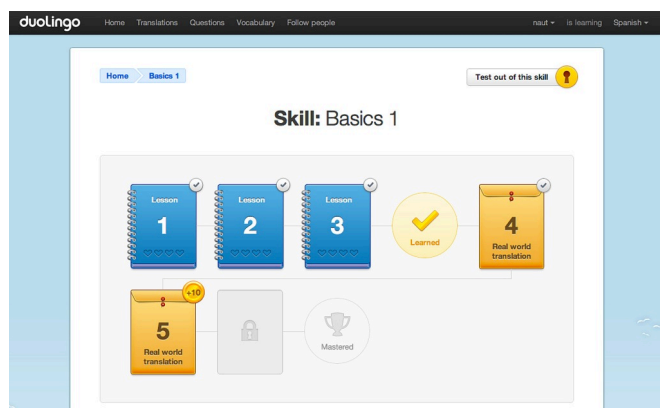 duolingo Home Translations Questions Vocabulary Follow people naut is learning Spanish
Home Basics 1 Test out of this skill
Skill: Basics 1
Lesson Lesson Lesson
1 2 3 Learned 4
Real world
translation
+10
5
Real world
translation
Mastered